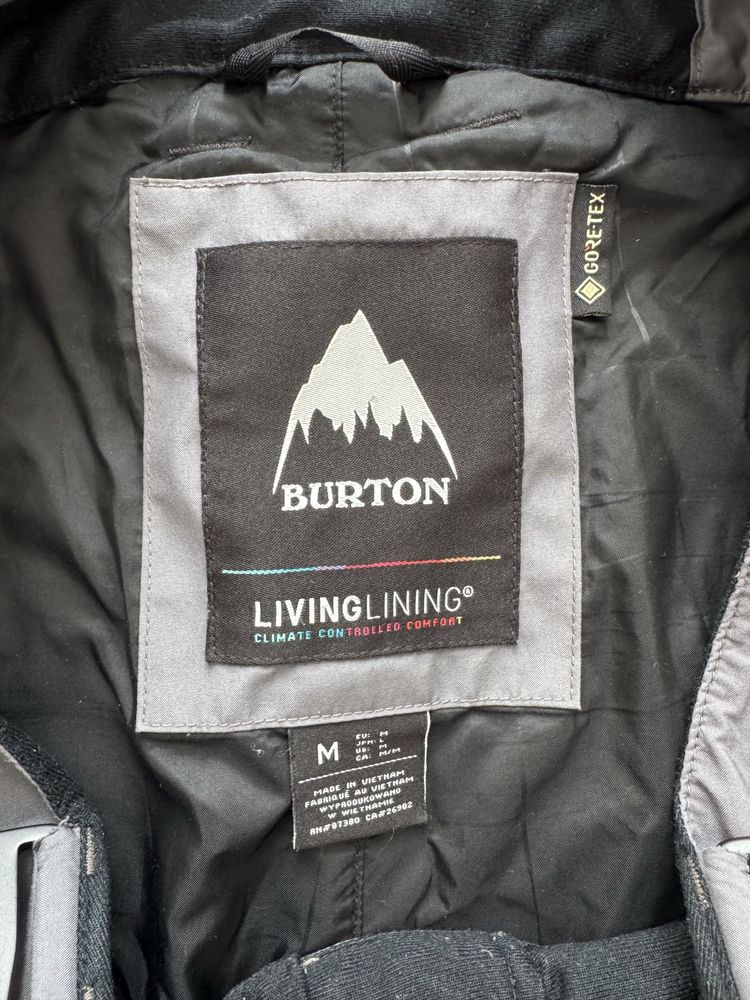 GORE-TEX
BURTON
LIVINGLINING®
CLIMATE CONTROLLED COMFORT
M
EU: M
JPN: L
US: M
CA: M/M
MADE IN VIETNAM
FABRIQUÉ AU VIETNAM
WYPRODUKOWANO
W WIETNAMIE
RN#87380 CA#26902